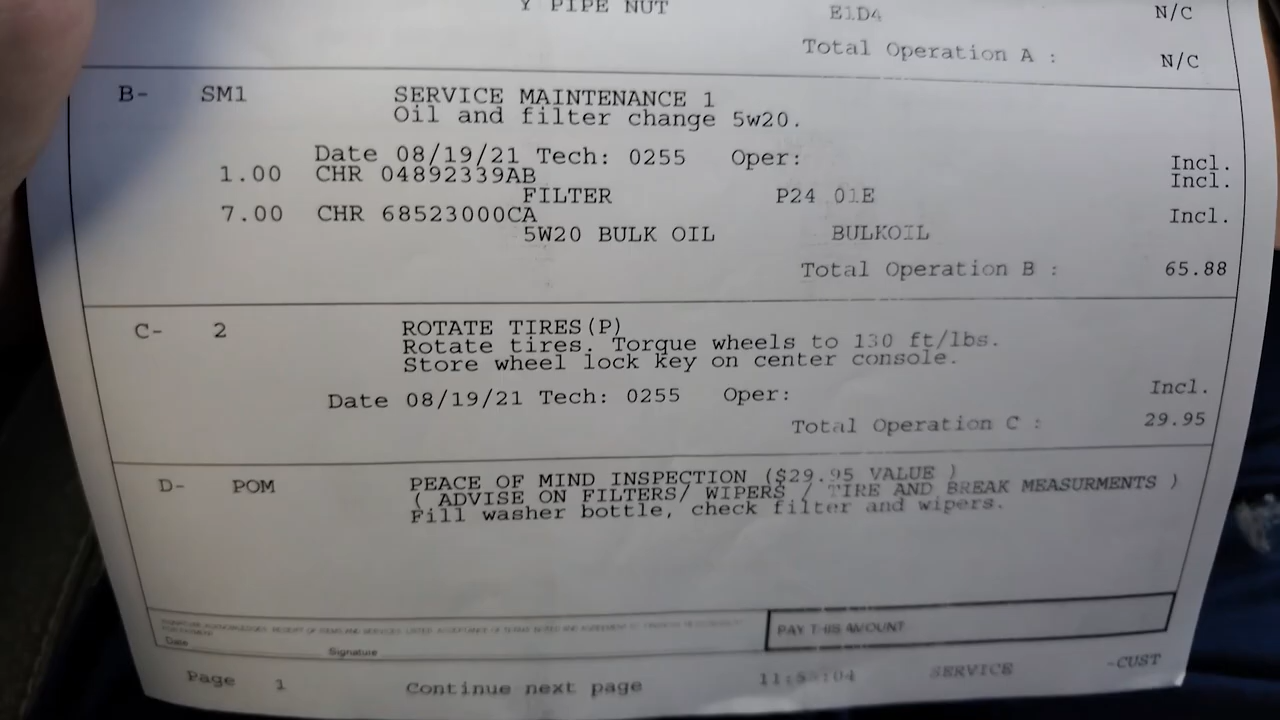 Y PIPE NUT E1D4 N/C
Total Operation A : N/C
B- SM1 SERVICE MAINTENANCE 1
Oil and filter change 5w20.
Date 08/19/21 Tech: 0255 Oper: Incl.
1.00 CHR 04892339AB Incl.
FILTER P24 01E
7.00 CHR 68523000CA Incl.
5W20 BULK OIL BULKOIL
Total Operation B : 65.88
C- 2 ROTATE TIRES(P)
Rotate tires. Torque wheels to 130 ft/lbs.
Store wheel lock key on center console.
Date 08/19/21 Tech: 0255 Oper: Incl.
Total Operation C : 29.95
D- POM PEACE OF MIND INSPECTION ($29.95 VALUE )
( ADVISE ON FILTERS/ WIPERS / TIRE AND BREAK MEASURMENTS )
Fill washer bottle, check filter and wipers.
PAY THIS AMOUNT
Date
Signature
Page 1 Continue next page SERVICE -CUST